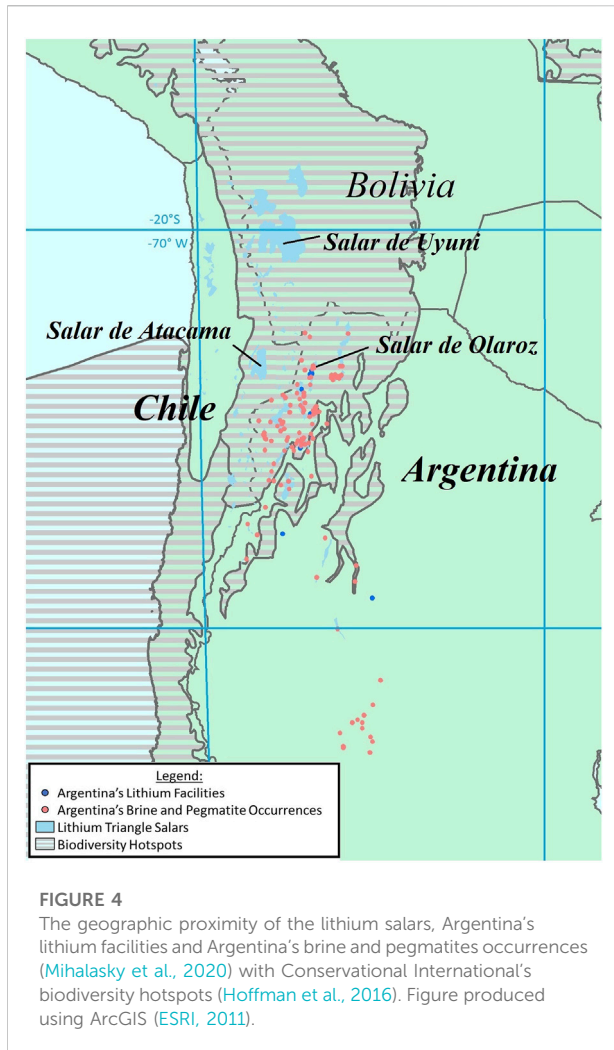 Bolivia
-20°S
-70° W
Salar de Uyuni
Salar de Atacama
Salar de Olaroz
Chile
Argentina
Legend:
Argentina's Lithium Facilities
Argentina's Brine and Pegmatite Occurrences
Lithium Triangle Salars
Biodiversity Hotspots
FIGURE 4
The geographic proximity of the lithium salars, Argentina's
lithium facilities and Argentina's brine and pegmatites occurrences
(Mihalasky et al., 2020) with Conservational International's
biodiversity hotspots (Hoffman et al., 2016). Figure produced
using ArcGIS (ESRI, 2011).